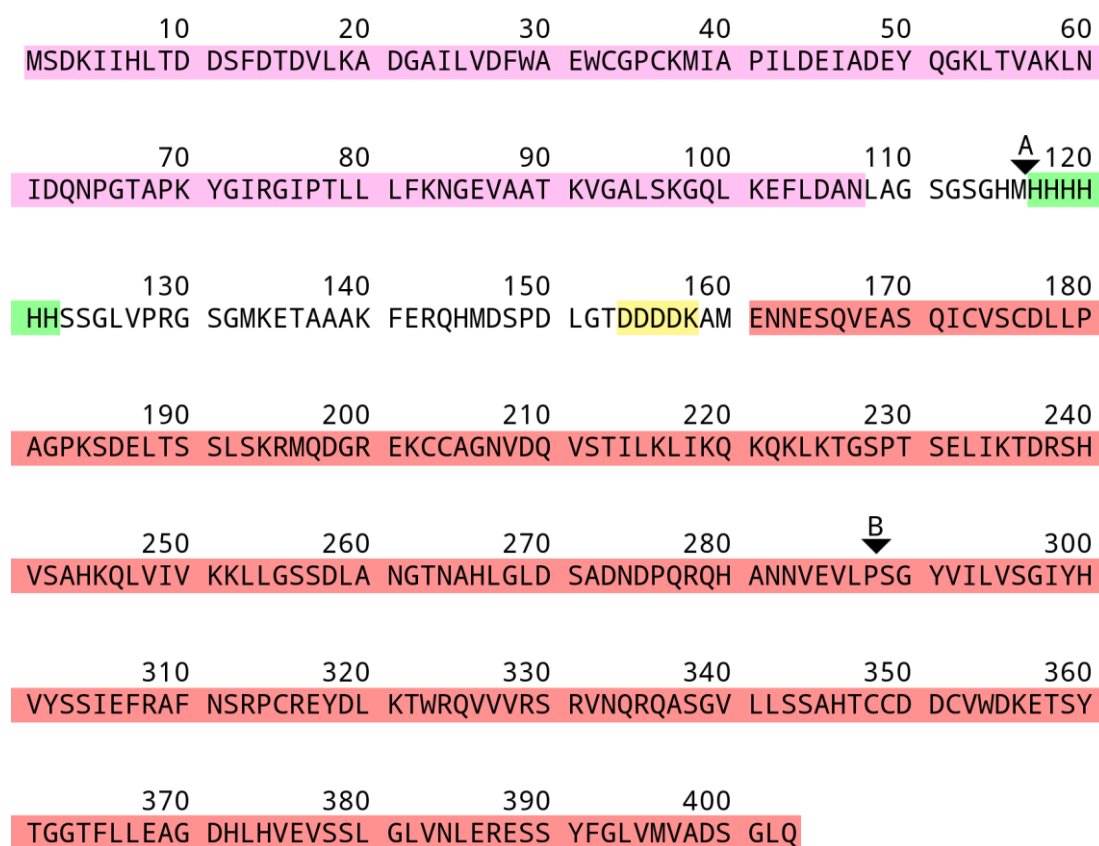 10 20 30 40 50 60
MSDKIIHLTD DSFDTDVLKA DGAILVDFWA EWCGPCKMIA PILDEIADEY QGKLTVAKLN
A
70 80 90 100 110 120
IDQNPGTAPK YGIRGIPTLL LFKNGEVAAT KVGALSKGQL KEFLDANLAG SGSGHMHHHH
130 140 150 160 170 180
HHSSGLVPRG SGMKETAAAK FERQHMDSPD LGTDDDDKAM ENNESQVEAS QICVSCDLLP
190 200 210 220 230 240
AGPKSDELTS SLSKRMQDGR EKCCAGNVDQ VSTILKLIKQ KQKLKTGSPT SELIKTDRSH
B
250 260 270 280 300
VSAHKQLVIV KKLLGSSDLA NGTNAHLGLD SADNDPQRQH ANNVEVLPSG YVILVSGIYH
310 320 330 340 350 360
VYSSIEFRAF NSRPCREYDL KTWRQVVVRS RVNQRQASGV LLSSAHTCCD DCVWDKETSY
370 380 390 400
TGGTFLLEAG DHLHVEVSSL GLVNLERESS YFGLVMVADS GLQ